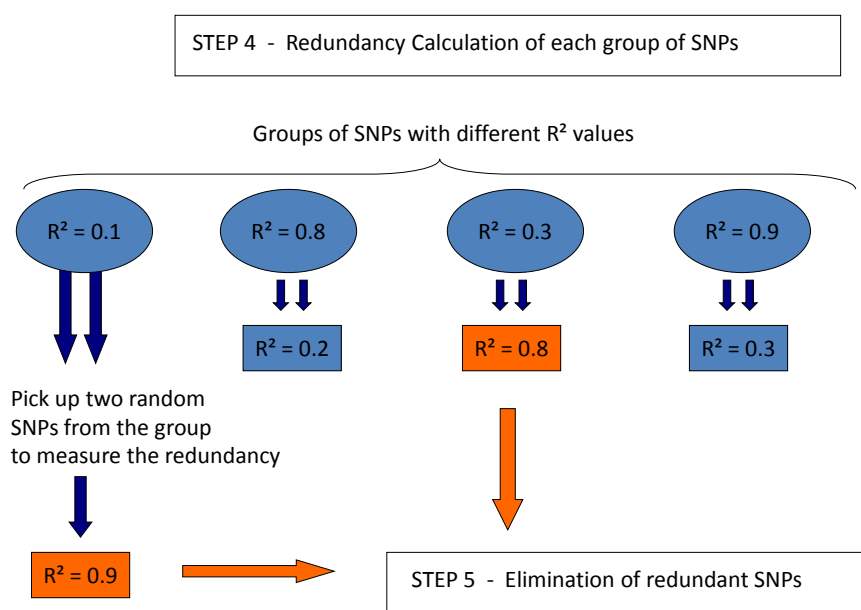 STEP 4 - Redundancy Calculation of each group of SNPs
Groups of SNPs with different R² values
R² = 0.1
R² = 0.8
R² = 0.3
R² = 0.9
R² = 0.2
R² = 0.8
R² = 0.3
Pick up two random
SNPs from the group
to measure the redundancy
R² = 0.9
STEP 5 - Elimination of redundant SNPs